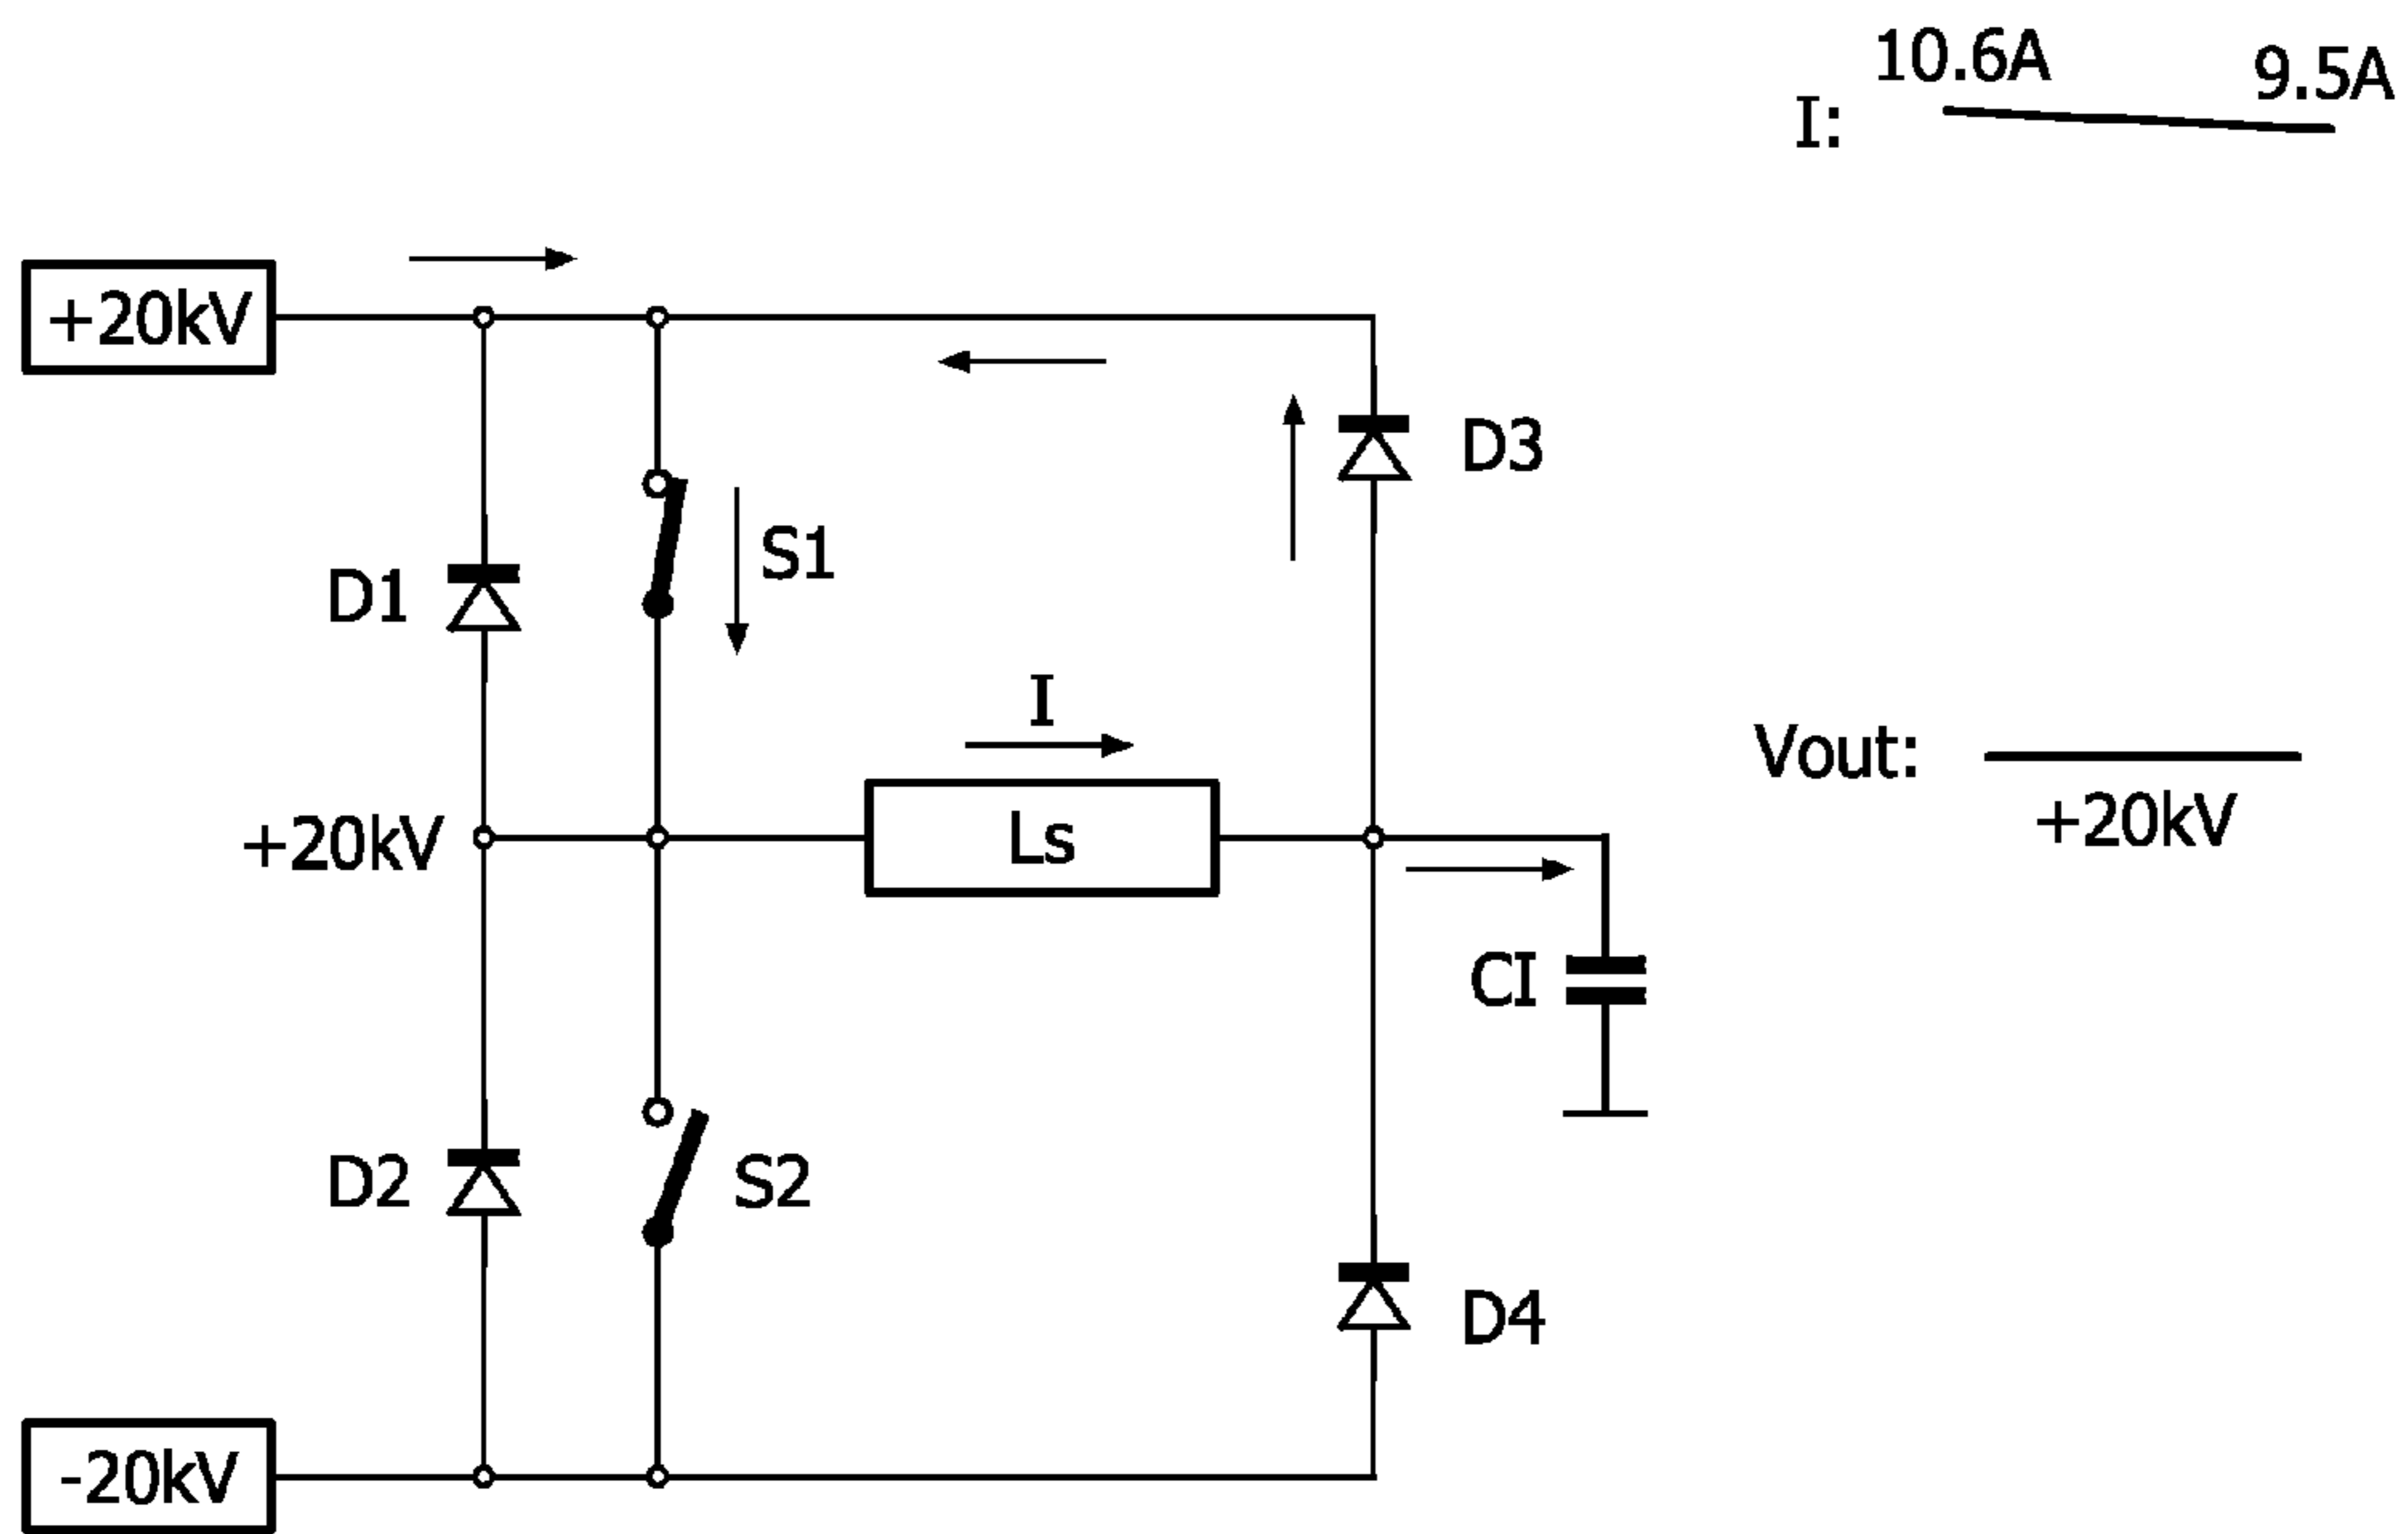 10.6A
9.5A
I:
+20kV
D3
S1
D1
I
Vout:
+20kV
+20kV
Ls
CI
D2
S2
D4
-20kV